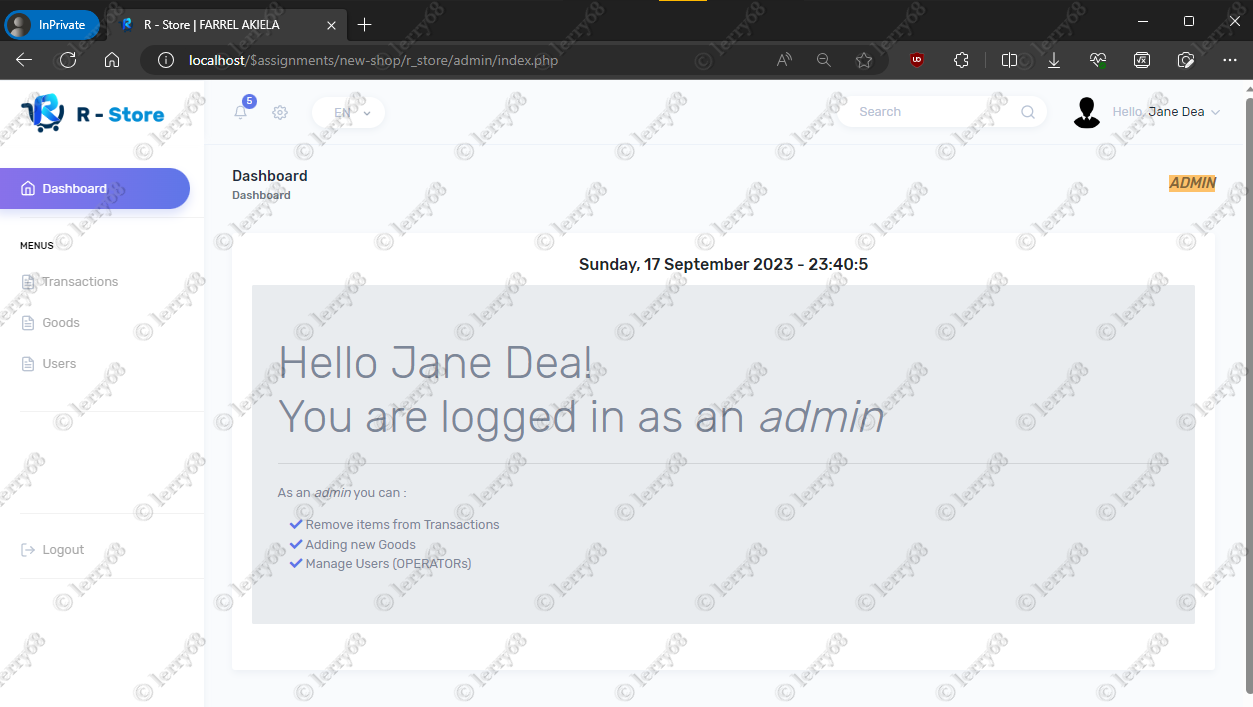 InPrivate
R - Store | FARREL AKIELA
localhost/$assignments/new-shop/r_store/admin/index.php
R - Store
5
EN
Search
Hello, Jane Dea
Dashboard
Dashboard
Dashboard
ADMIN
MENUS
Transactions
Goods
Users
Logout
Sunday, 17 September 2023 - 23:40:5
Hello Jane Dea!
You are logged in as an admin
As an admin you can :
Remove items from Transactions
Adding new Goods
Manage Users (OPERATORs)
© lerry68